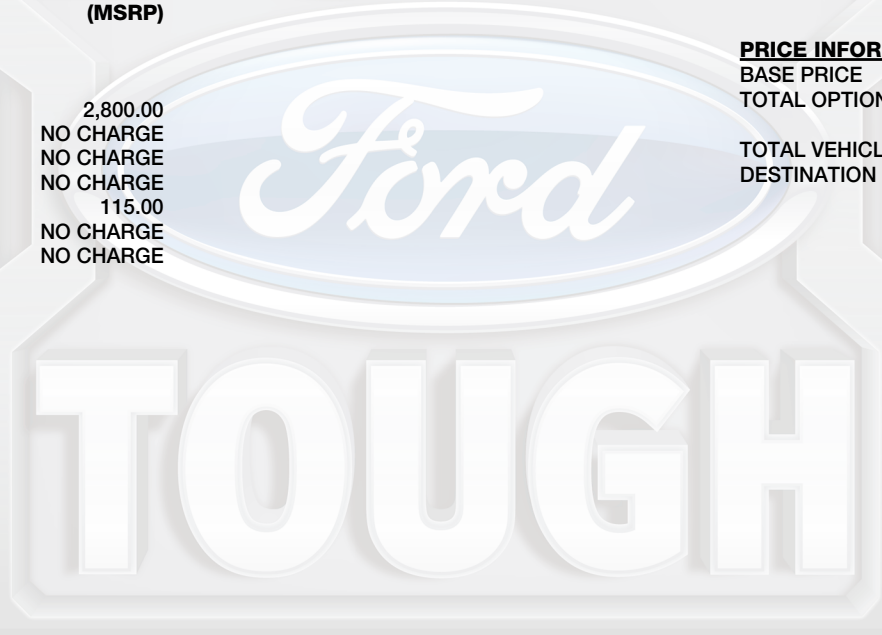 (MSRP)
2,800.00
NO CHARGE
NO CHARGE
NO CHARGE
115.00
NO CHARGE
NO CHARGE
PRICE INFOR
BASE PRICE
TOTAL OPTION
TOTAL VEHICL
DESTINATION
Ford
TOUGH